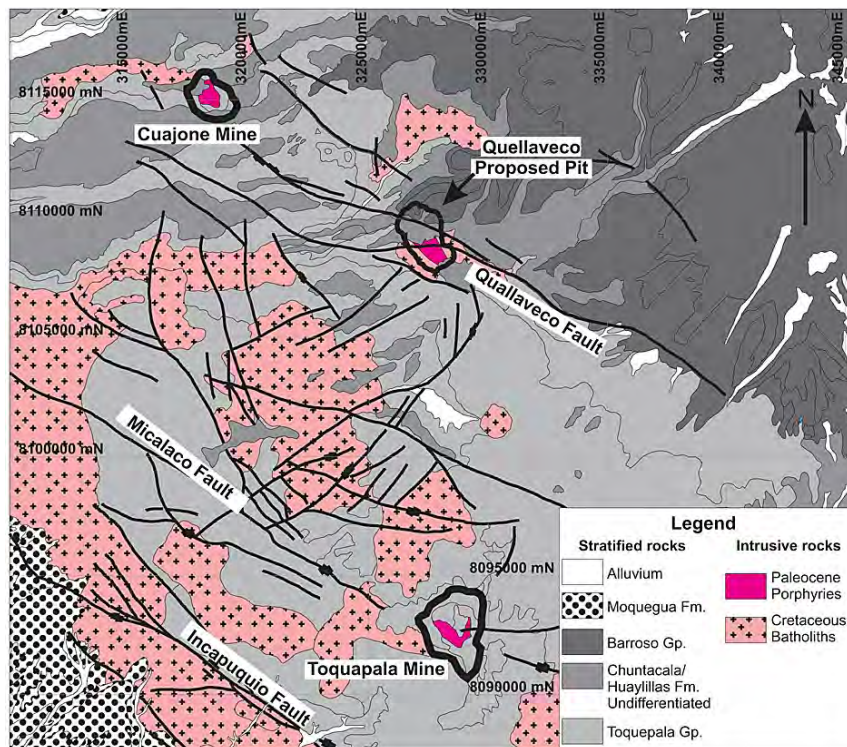 315000mE
320000mE
325000mE
330000mE
335000mE
340000mE
345000mE
8115000 mN
Cuajone Mine
N
Quellaveco
Proposed Pit
8110000 mN
Quallaveco Fault
8105000 mN
Micalaco Fault
8100000 mN
8095000 mN
Incapuquio Fault
Toquapala Mine
8090000 mN
Legend
Stratified rocks
Alluvium
Moquegua Fm.
Barroso Gp.
Chuntacala/
Huaylillas Fm.
Undifferentiated
Toquepala Gp.
Intrusive rocks
Paleocene
Porphyries
Cretaceous
Batholiths